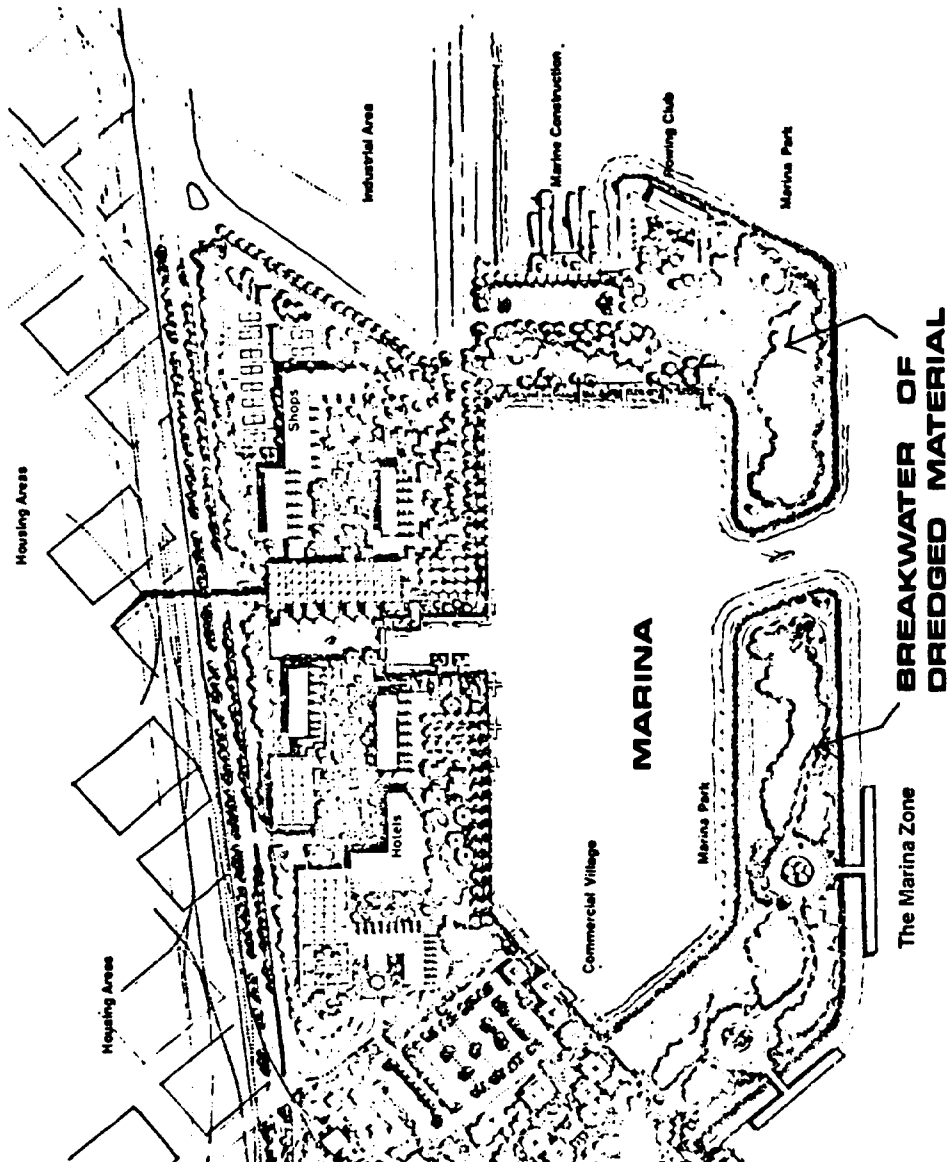 Housing Areas
Housing Areas
Industrial Area
Marine Construction
Rowing Club
Marina Park
Shops
Hotels
MARINA
Marina Park
Commercial Village
The Marina Zone
BREAKWATER OF
DREDGED MATERIAL